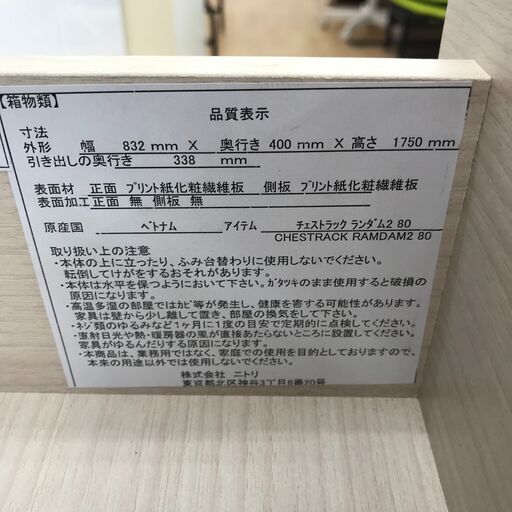 【箱物類】
品質表示
寸法
外形 幅 832 mm X 奥行き 400 mm X 高さ 1750 mm
引き出しの奥行き 338 mm
表面材 正面 プリント紙化粧繊維板 側板 プリント紙化粧繊維板
表面加工 正面 無 側板 無
原産国 ベトナム アイテム チェストラック ランダム2 80
CHESTRACK RAMDAM2 80
取り扱い上の注意
・本体の上に立ったり、ふみ台替わりに使用しないでください。
転倒してけがをするおそれがあります。
・本体は水平を保つようにおいて下さい。ガタツキのまま使用すると破損の
原因になります。
・高温多湿の部屋ではカビ等が発生し、健康を害する可能性があります。
家具は壁から少し離して置き、部屋の換気をして下さい。
・ネジ類のゆるみなど1ヶ月に1度の目安で定期的に点検してください。
・直射日光や熱・暖房器の風が直接あたらないところに設置してください。
家具がゆるんだりする原因になります。
・本商品は、業務用ではなく、家庭での使用を目的としておりますので、
本来の用途以外では使用しないでください。
株式会社 ニトリ
東京都北区神谷3丁目6番20号